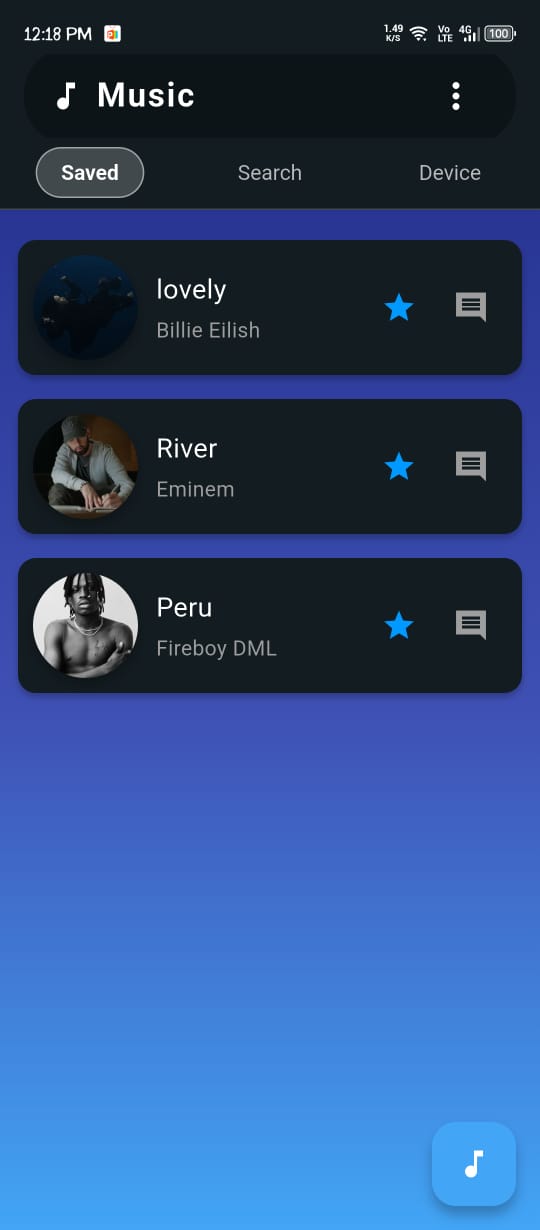 12:18 PM
1.49 K/S
Vo LTE
4G
100
Music
Saved
Search
Device
lovely
Billie Eilish
River
Eminem
Peru
Fireboy DML